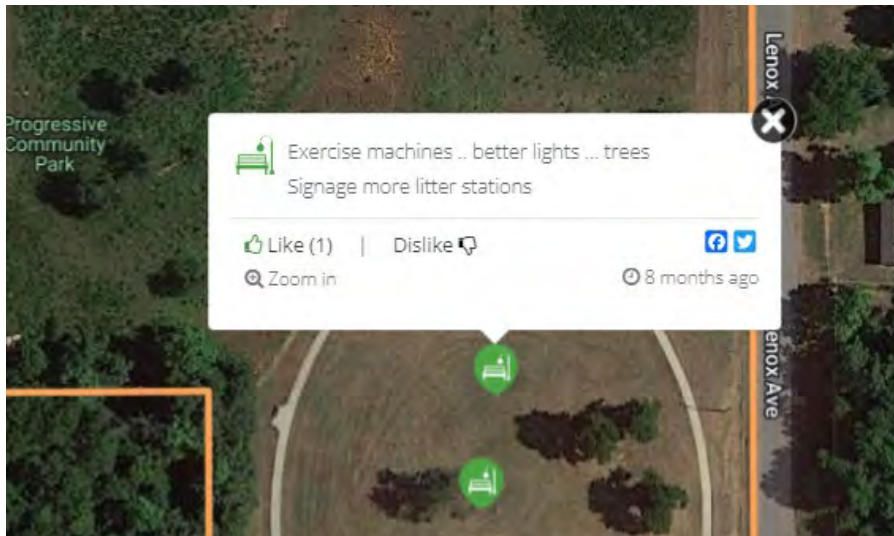 Lenox
Progressive
Community
Park
Exercise machines .. better lights ... trees
Signage more litter stations
Like (1) | Dislike
Zoom in
8 months ago
enox Ave